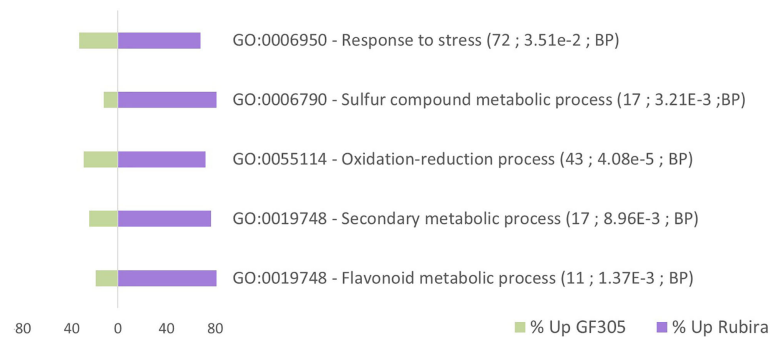 GO:0006950 - Response to stress (72 ; 3.51e-2 ; BP)
GO:0006790 - Sulfur compound metabolic process (17 ; 3.21E-3 ;BP)
GO:0055114 - Oxidation-reduction process (43 ; 4.08e-5 ; BP)
GO:0019748 - Secondary metabolic process (17 ; 8.96E-3 ; BP)
GO:0019748 - Flavonoid metabolic process (11 ; 1.37E-3 ; BP)
80 40 0 40 80
% Up GF305 % Up Rubira